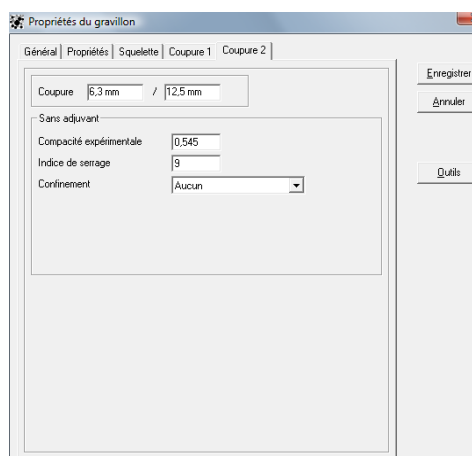 Propriétés du gravillon
Général Propriétés Squelette Coupure 1 Coupure 2
Coupure 6,3 mm / 12,5 mm
Sans adjuvant
Compacité expérimentale 0,545
Indice de serrage 9
Confinement Aucun
Enregistrer
Annuler
Outils